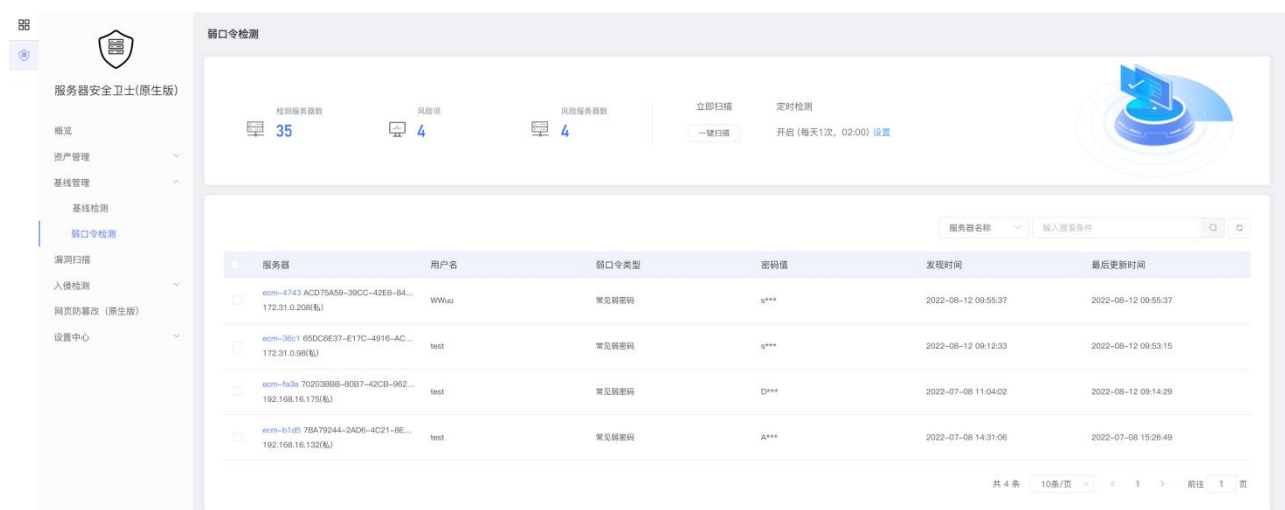 弱口令检测
服务器安全卫士(原生版)
概览
资产管理
基线管理
基线检测
弱口令检测
漏洞扫描
入侵检测
网页防篡改（原生版）
设置中心
检测服务器数
35
风险项
4
风险服务器数
4
立即扫描
一键扫描
定时检测
开启 (每天1次，02:00) 设置
服务器名称 输入搜索条件
服务器 用户名 弱口令类型 密码值 发现时间 最后更新时间
ecm-4743 ACD75A59-39CC-42E8-84...
172.31.0.208(私)
WWuu 常见弱密码 s*** 2022-08-12 09:55:37 2022-08-12 09:55:37
ecm-36c1 65DC6E37-E17C-4916-AC...
172.31.0.98(私)
test 常见弱密码 s*** 2022-08-12 09:12:33 2022-08-12 09:53:15
ecm-fa3a 70203BBB-80B7-42CB-962...
192.168.16.175(私)
test 常见弱密码 D*** 2022-07-08 11:04:02 2022-08-12 09:14:29
ecm-b1d5 7BA79244-2AD6-4C21-8E...
192.168.16.132(私)
test 常见弱密码 A*** 2022-07-08 14:31:06 2022-07-08 15:26:49
共 4 条 10条/页 1 前往 1 页